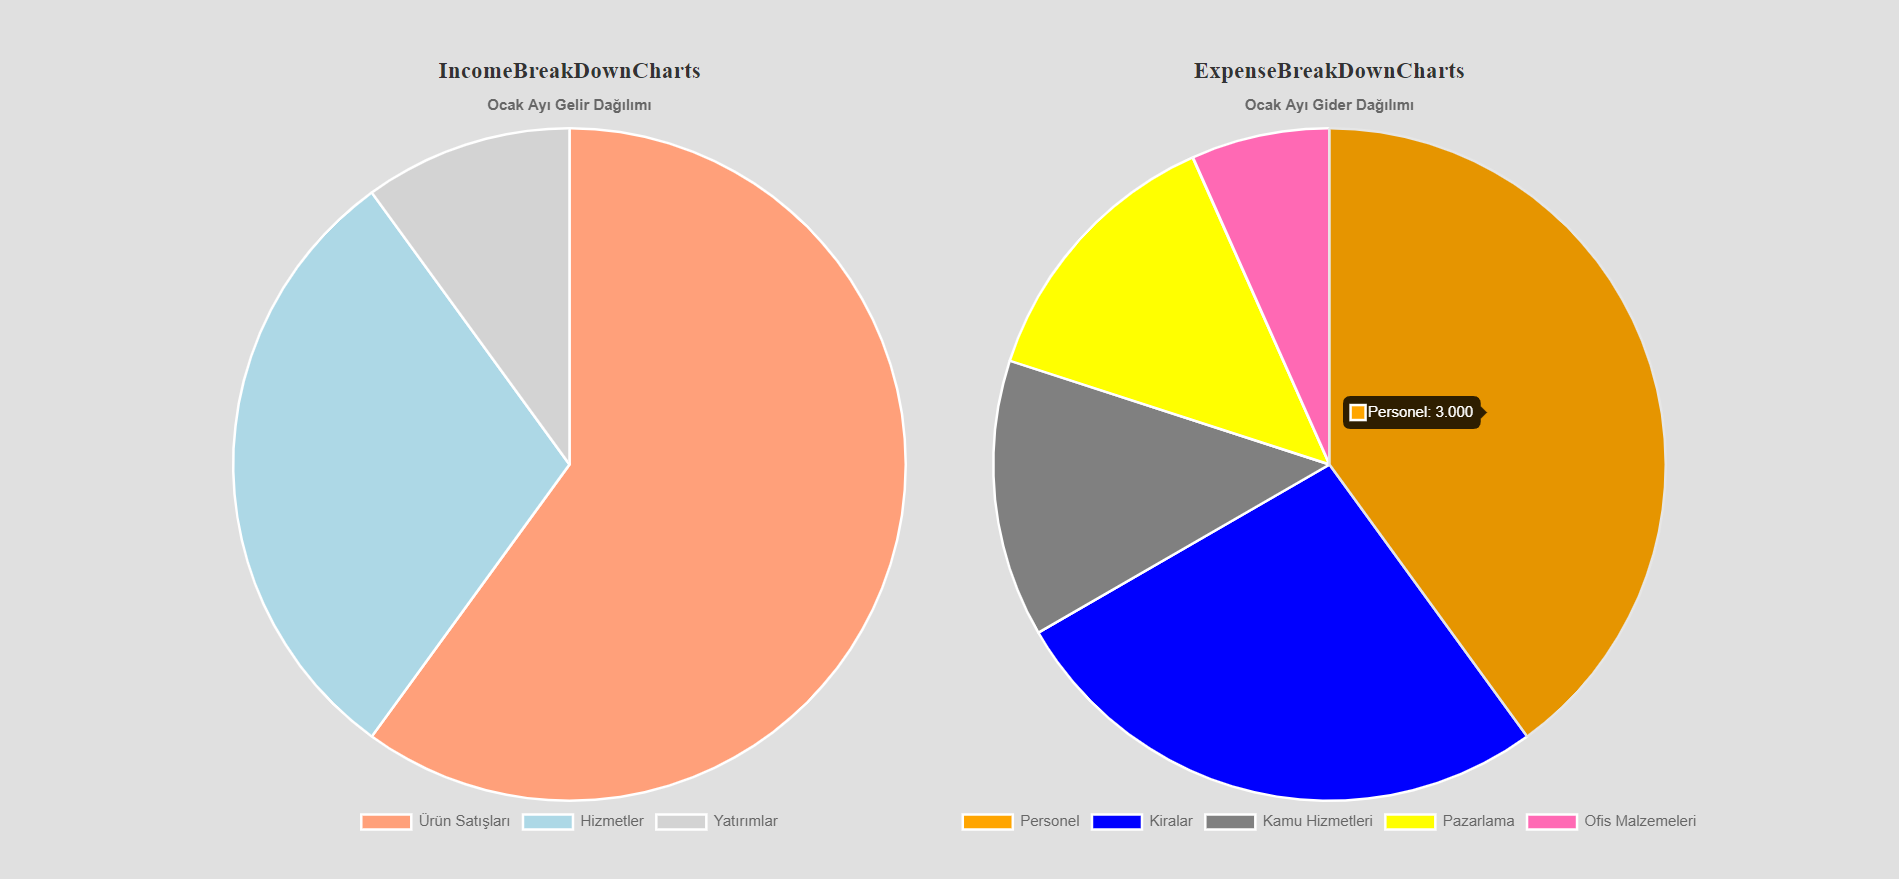 IncomeBreakDownCharts
Ocak Ayı Gelir Dağılımı
Ürün Satışları
Hizmetler
Yatırımlar
ExpenseBreakDownCharts
Ocak Ayı Gider Dağılımı
Personel: 3.000
Personel
Kiralar
Kamu Hizmetleri
Pazarlama
Ofis Malzemeleri